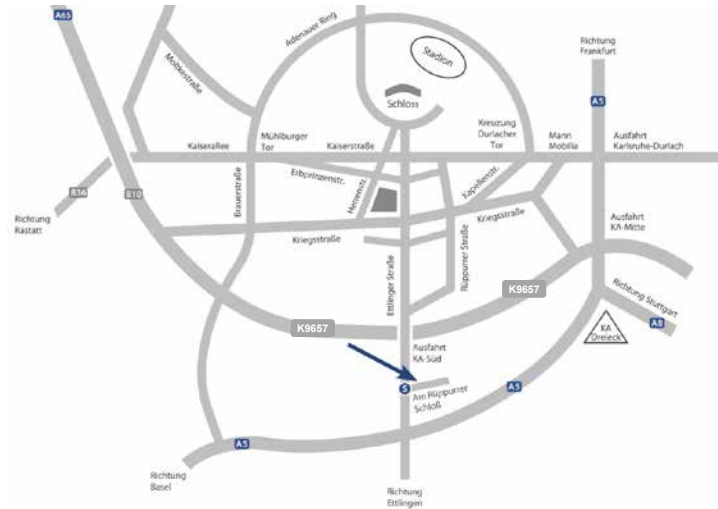 A65
Adenauer Ring
Stadion
Richtung
Frankfurt
Moltkestraße
A5
Schloss
Kreuzung
Durlacher
Tor
Mann
Mobilia
Ausfahrt
Karlsruhe-Durlach
Kaiserallee
Mühlburger
Tor
Kaiserstraße
Erbprinzenstr.
Kapellenstr.
B36
B10
Brauerstraße
Herrenstr.
Richtung
Rastatt
Kriegsstraße
Kriegsstraße
Ausfahrt
KA-Mitte
Ettlinger Straße
Rüppurrer Straße
K9657
Richtung Stuttgart
A8
K9657
KA
Dreieck
Ausfahrt
KA-Süd
S
Am Rüppurrer
Schloß
A5
A5
Richtung
Basel
Richtung
Ettlingen